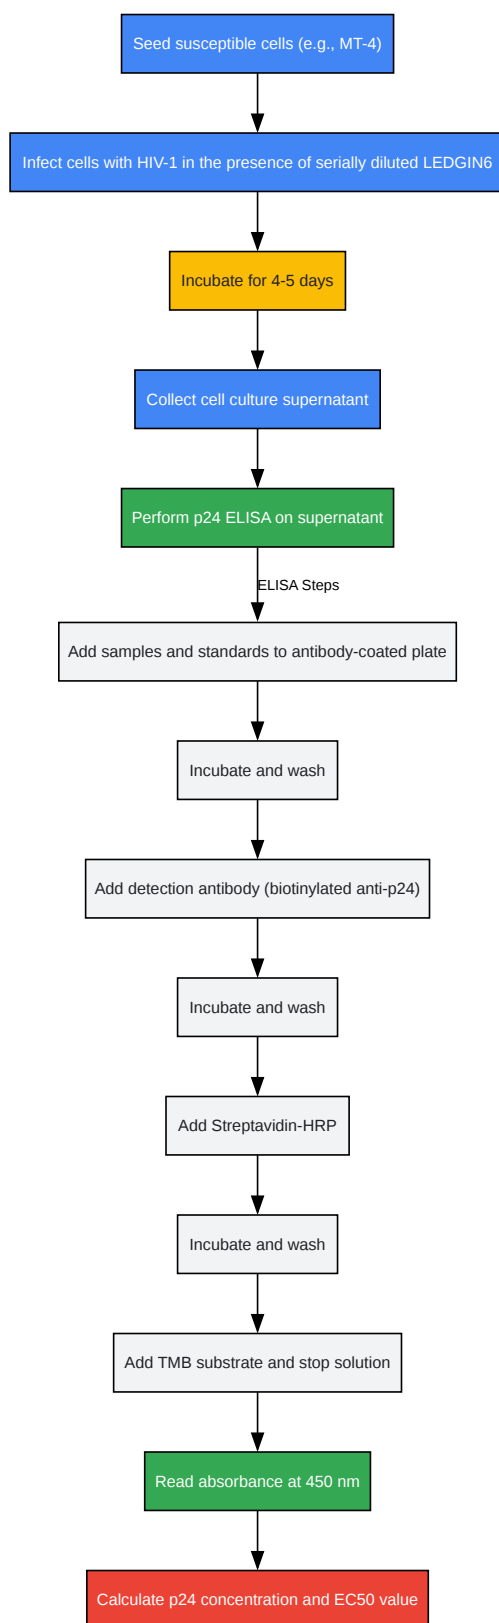 Seed susceptible cells (e.g., MT-4)
Infect cells with HIV-1 in the presence of serially diluted LEDGIN6
Incubate for 4-5 days
Collect cell culture supernatant
Perform p24 ELISA on supernatant
ELISA Steps
Add samples and standards to antibody-coated plate
Incubate and wash
Add detection antibody (biotinylated anti-p24)
Incubate and wash
Add Streptavidin-HRP
Incubate and wash
Add TMB substrate and stop solution
Read absorbance at 450 nm
Calculate p24 concentration and EC50 value